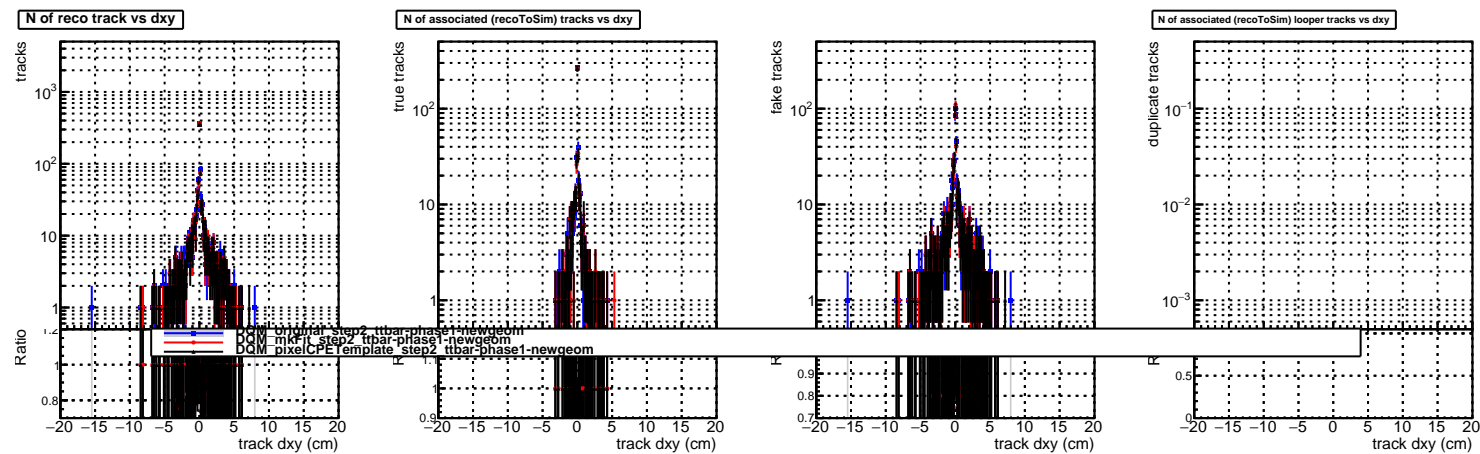 N of reco track vs dxy
N of associated (recoToSim) tracks vs dxy
N of associated (recoToSim) looper tracks vs dxy
tracks
10³
10²
10
1
true tracks
10²
10
1
fake tracks
10²
10
1
duplicate tracks
10⁻¹
10⁻²
10⁻³
DQM_original_step2_ttbar-phase1-newgeom
DQM_mkFit_step2_ttbar-phase1-newgeom
DQM_pixelCPETemplate_step2_ttbar-phase1-newgeom
Ratio
1.2
1
0.8
1.1
1
0.9
0.9
0.8
0.7
0.5
0
−20 −15 −10 −5 0 5 10 15 20
track dxy (cm)
−20 −15 −10 −5 0 5 10 15 20
track dxy (cm)
−20 −15 −10 −5 0 5 10 15 20
track dxy (cm)
−20 −15 −10 −5 0 5 10 15 20
track dxy (cm)